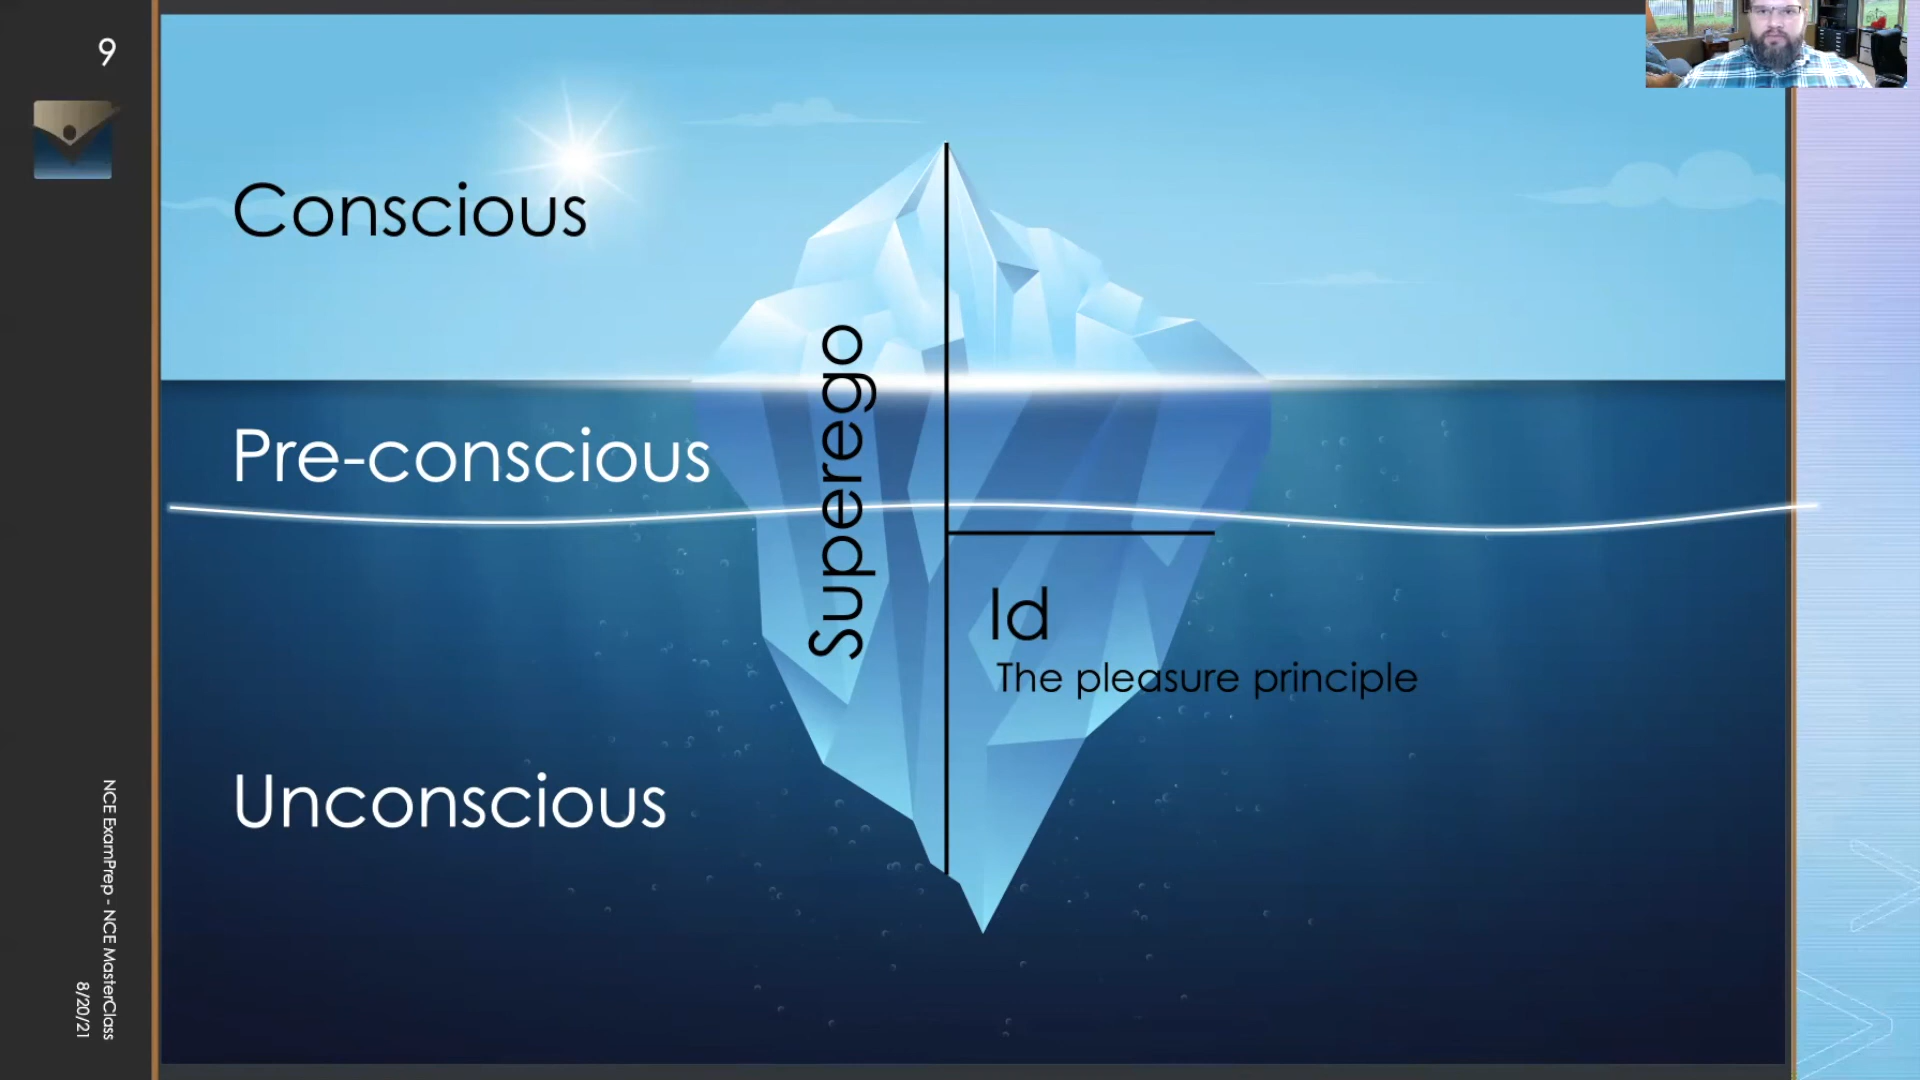 9
Conscious
Pre-conscious
Superego
Id
The pleasure principle
Unconscious
NCE ExamPrep - NCE MasterClass
8/20/21